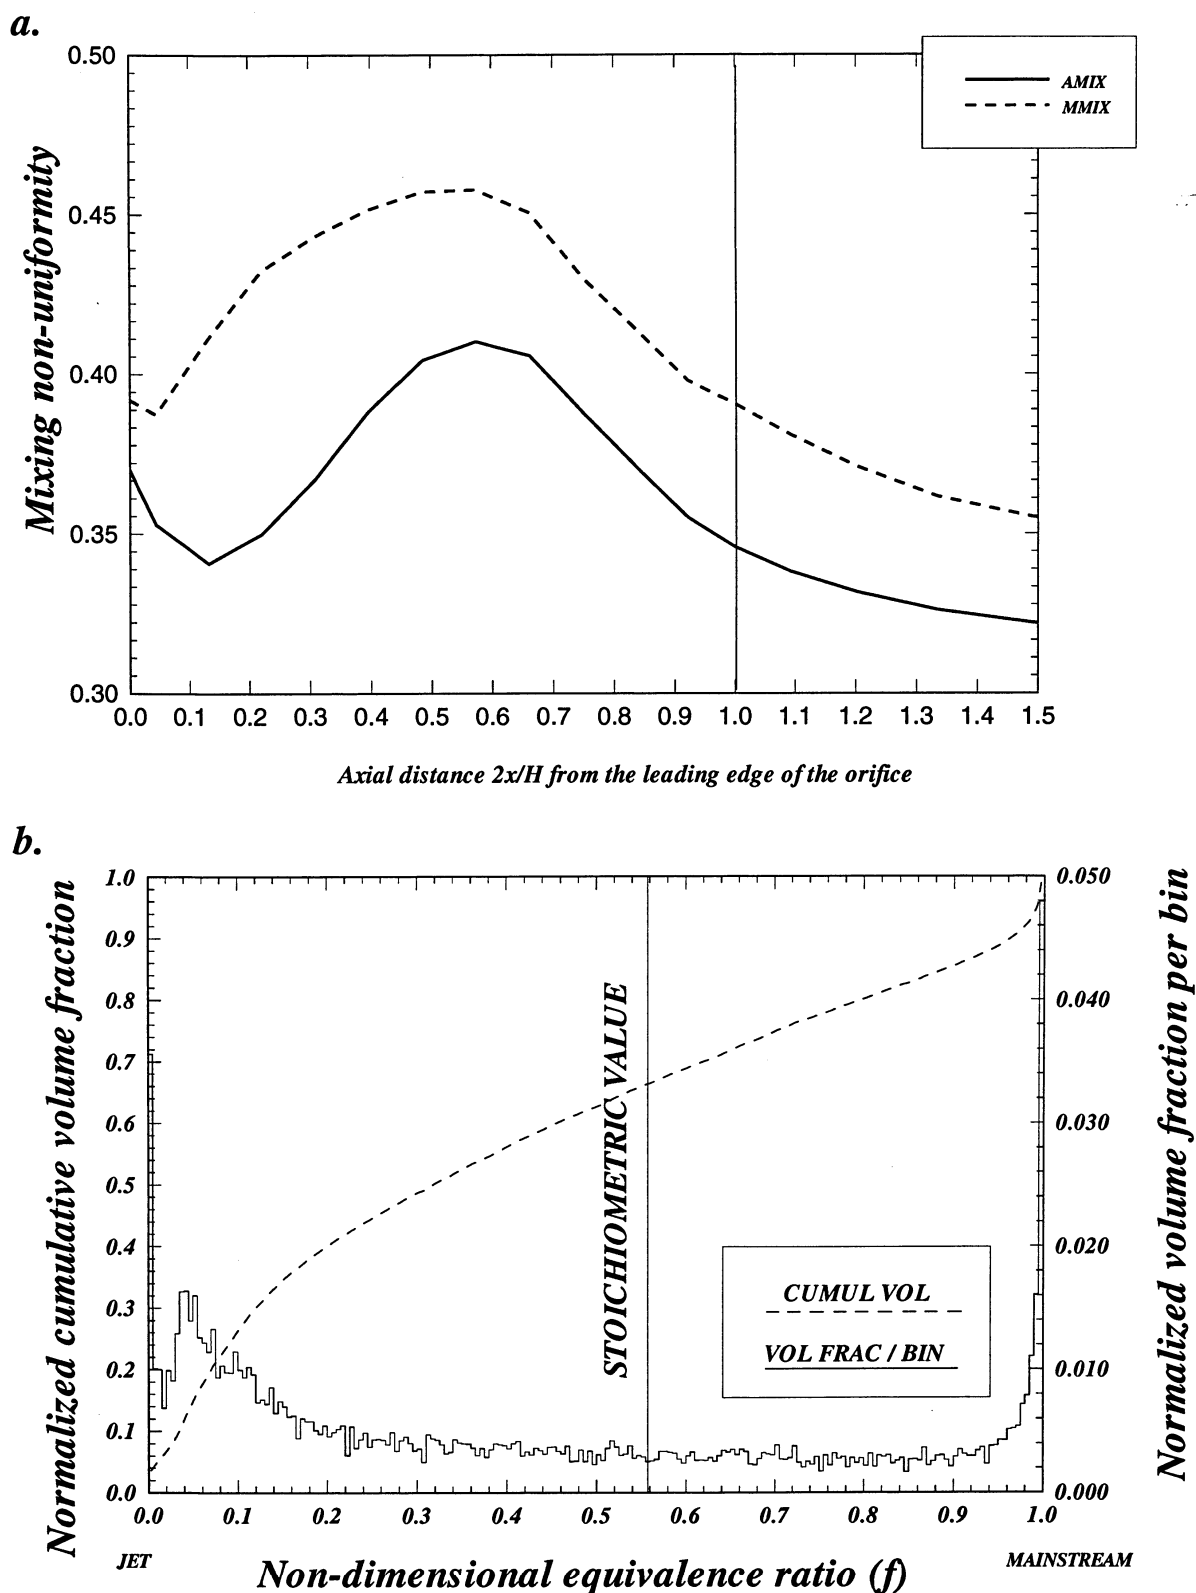 a.
0.50
0.45
0.40
0.35
0.30
Mixing non-uniformity
AMIX
MMIX
0.0 0.1 0.2 0.3 0.4 0.5 0.6 0.7 0.8 0.9 1.0 1.1 1.2 1.3 1.4 1.5
Axial distance 2x/H from the leading edge of the orifice
b.
Normalized cumulative volume fraction
1.0
0.9
0.8
0.7
0.6
0.5
0.4
0.3
0.2
0.1
0.0
STOICHIOMETRIC VALUE
CUMUL VOL
VOL FRAC / BIN
0.050
0.040
0.030
0.020
0.010
0.000
Normalized volume fraction per bin
0.0 0.1 0.2 0.3 0.4 0.5 0.6 0.7 0.8 0.9 1.0
JET
MAINSTREAM
Non-dimensional equivalence ratio (f)